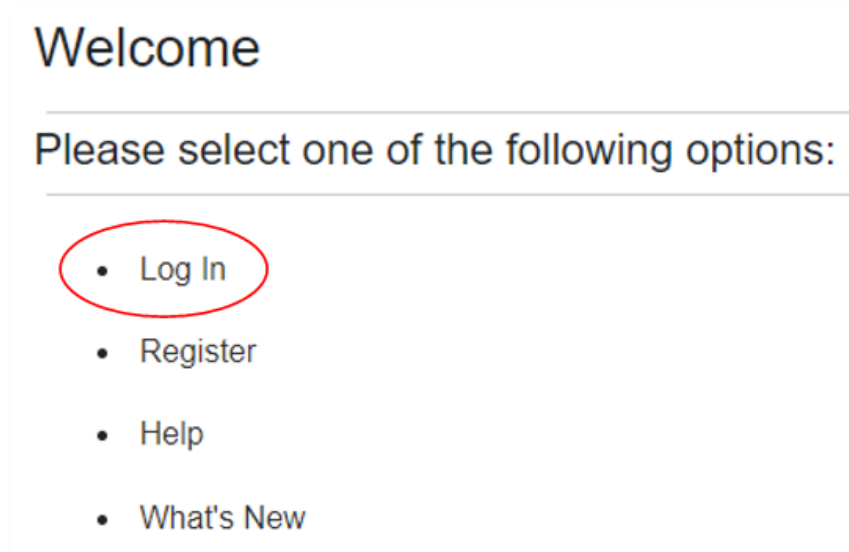 Welcome
Please select one of the following options:
Log In
Register
Help
What's New